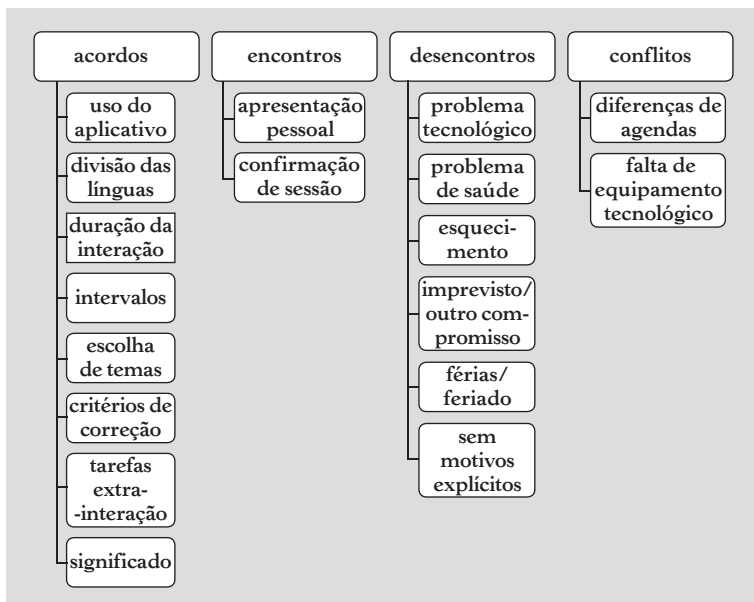 acordos
uso do
aplicativo
divisão das
línguas
duração da
interação
intervalos
escolha
de temas
critérios de
correção
tarefas
extra-
-interação
significado
encontros
apresentação
pessoal
confirmação
de sessão
desencontros
problema
tecnológico
problema
de saúde
esqueci-
mento
imprevisto/
outro com-
promisso
férias/
feriado
sem
motivos
explícitos
conflitos
diferenças de
agendas
falta de
equipamento
tecnológico